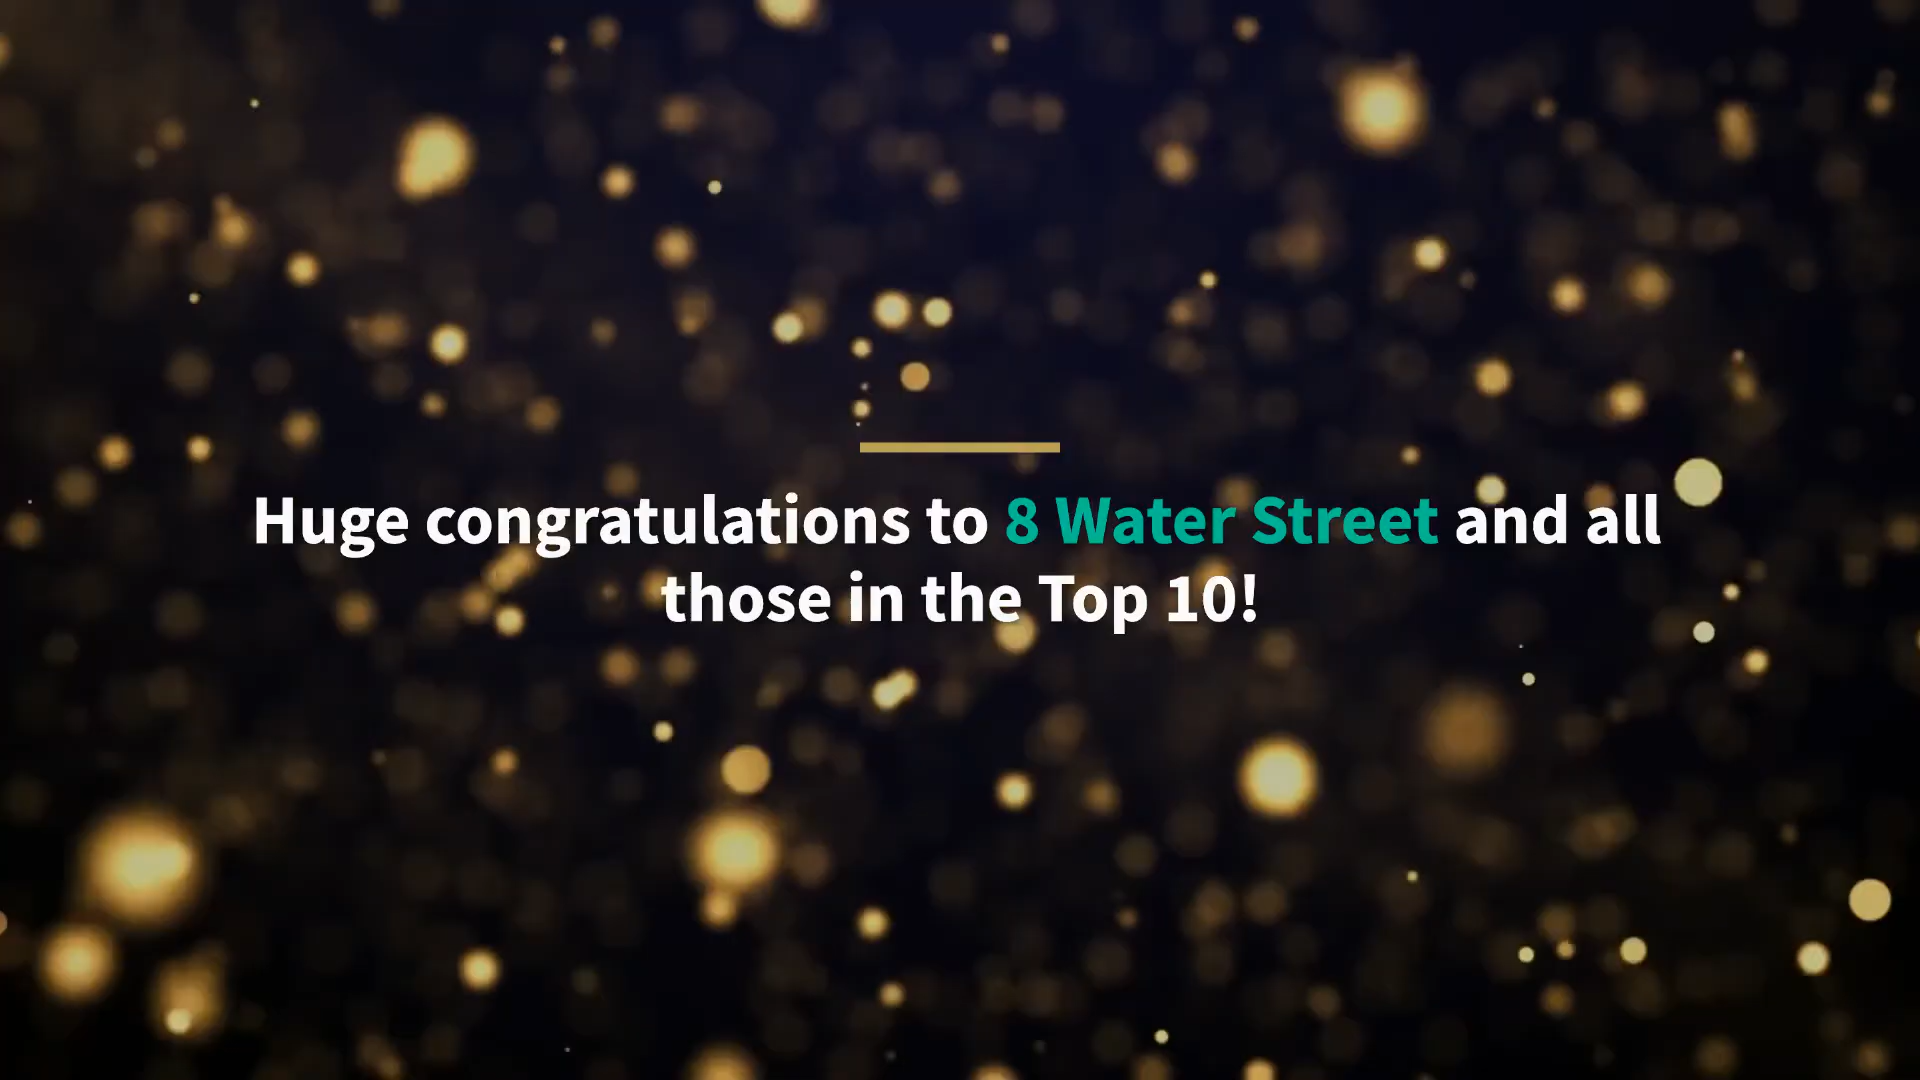 Huge congratulations to 8 Water Street and all
those in the Top 10!